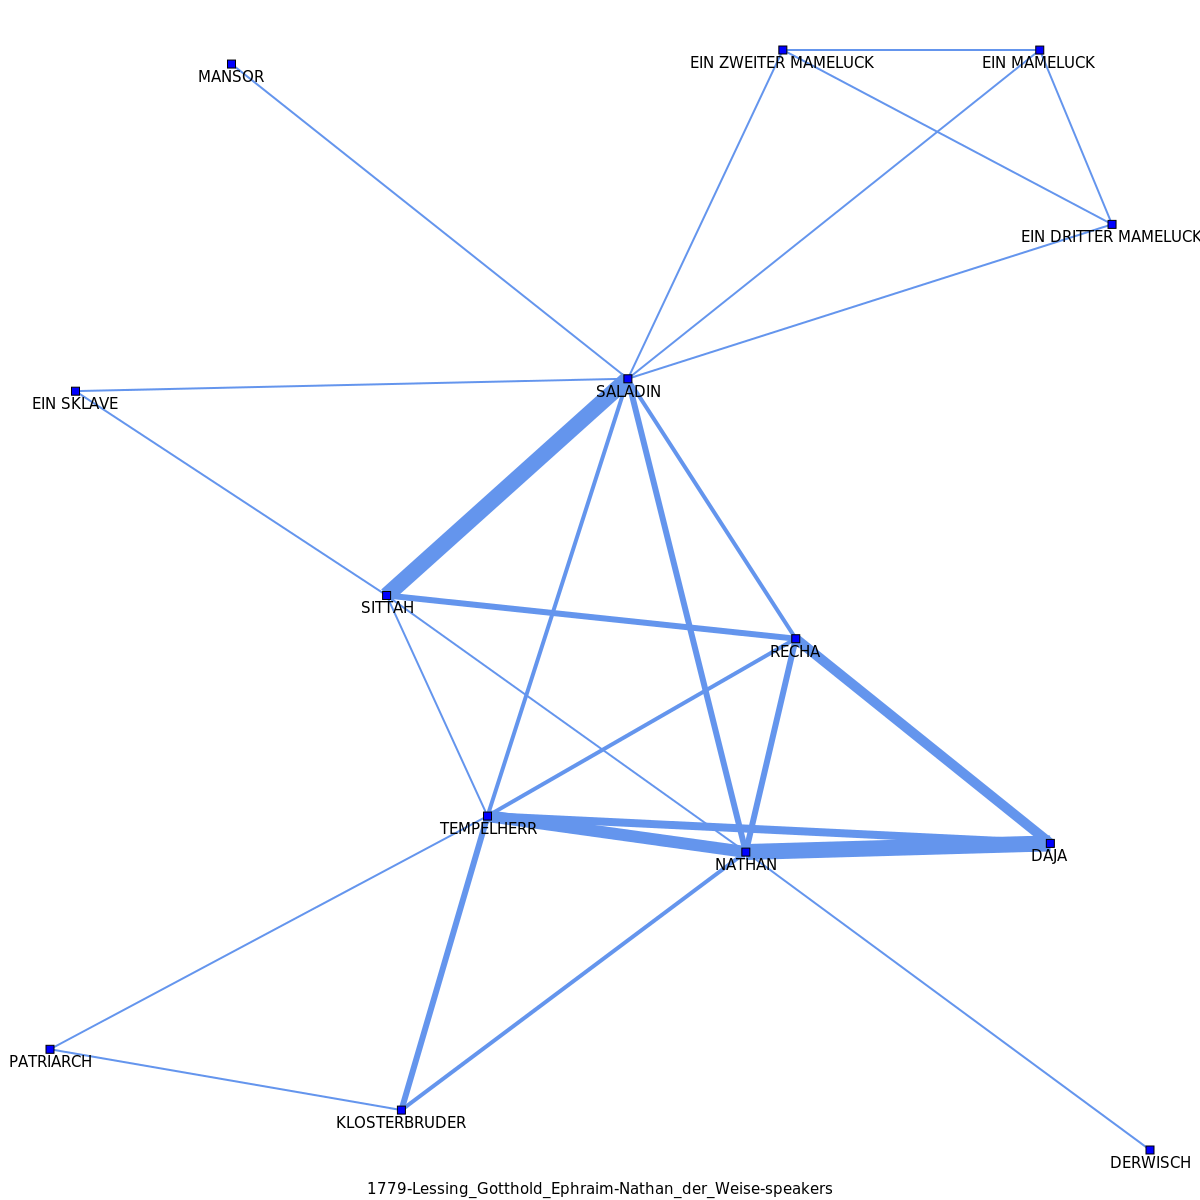 EIN ZWEITER MAMELUCK
EIN MAMELUCK
MANSOR
EIN DRITTER MAMELUCK
SALADIN
EIN SKLAVE
SITTAH
RECHA
TEMPELHERR
DAJA
NATHAN
PATRIARCH
KLOSTERBRUDER
DERWISCH
1779-Lessing_Gotthold_Ephraim-Nathan_der_Weise-speakers